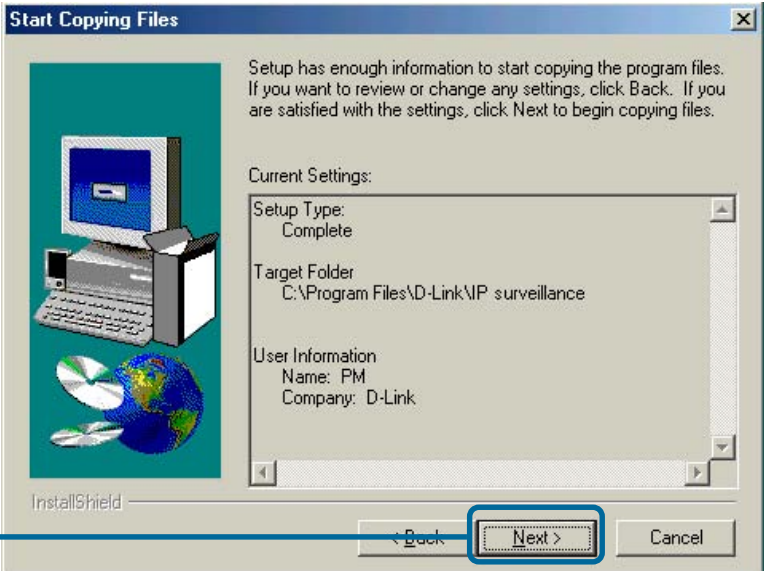 Start Copying Files
Setup has enough information to start copying the program files.
If you want to review or change any settings, click Back. If you
are satisfied with the settings, click Next to begin copying files.
Current Settings:
Setup Type:
Complete
Target Folder
C:\Program Files\D-Link\IP surveillance
User Information
Name: PM
Company: D-Link
InstallShield
< Back
Next >
Cancel